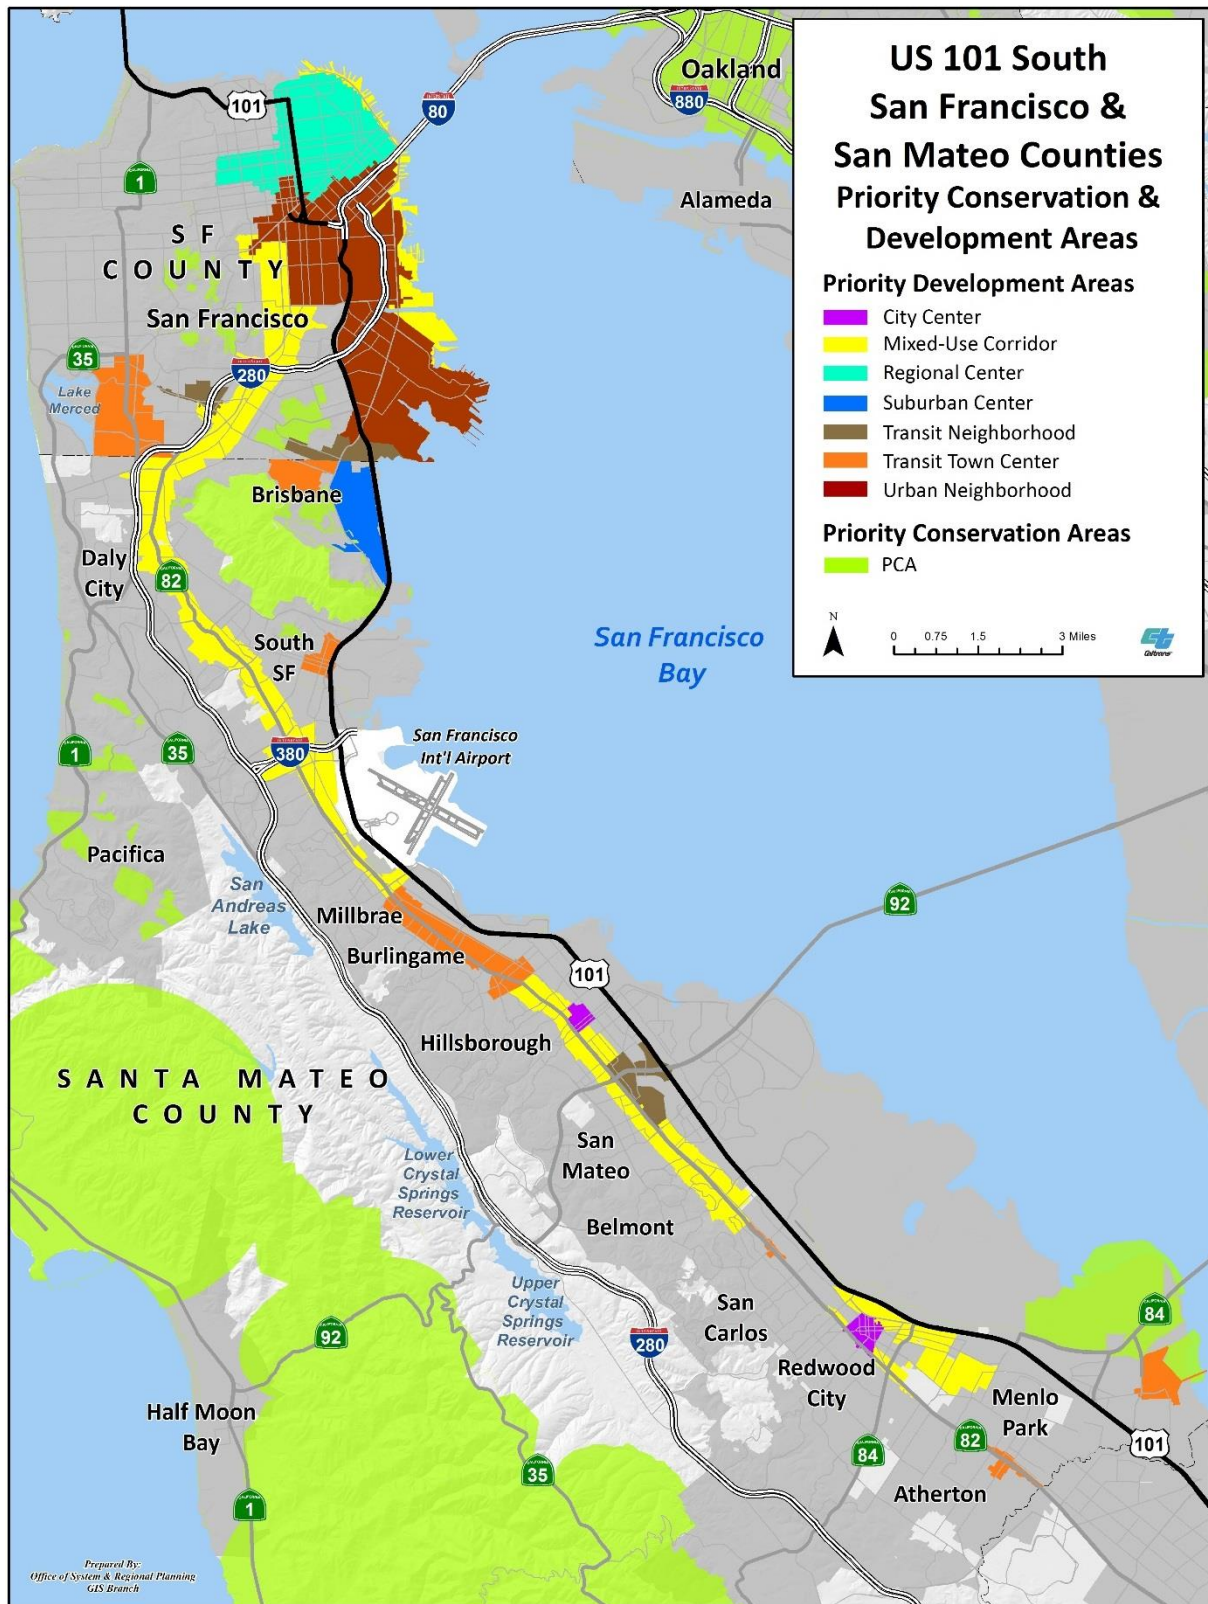 US 101 South
San Francisco &
San Mateo Counties
Priority Conservation &
Development Areas
Priority Development Areas
City Center
Mixed-Use Corridor
Regional Center
Suburban Center
Transit Neighborhood
Transit Town Center
Urban Neighborhood
Priority Conservation Areas
PCA
N
0 0.75 1.5 3 Miles
Caltrans
Oakland
880
80
101
Alameda
1
S F
C O U N T Y
San Francisco
35
280
Lake
Merced
Brisbane
Daly
City
82
South
SF
San Francisco
Bay
San Francisco
Int'l Airport
380
1
35
Pacifica
San
Andreas
Lake
92
Millbrae
Burlingame
101
Hillsborough
S A N T A M A T E O
C O U N T Y
San
Mateo
Lower
Crystal
Springs
Reservoir
Belmont
Upper
Crystal
Springs
Reservoir
San
Carlos
84
92
280
Redwood
City
Menlo
Park
Half Moon
Bay
82
101
84
35
Atherton
1
Prepared By:
Office of System & Regional Planning
GIS Branch